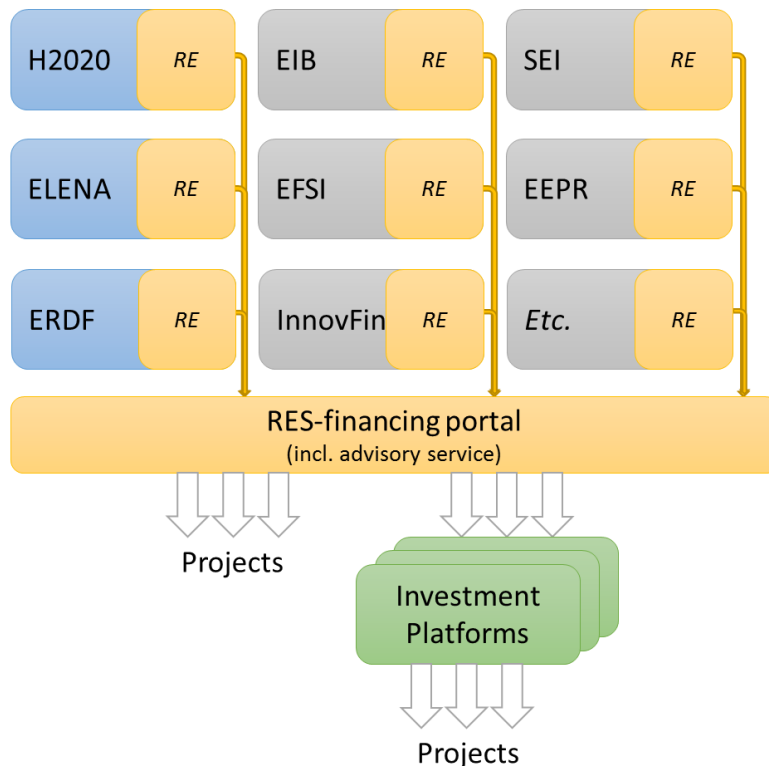 H2020 RE EIB RE SEI RE
ELENA RE EFSI RE EEPR RE
ERDF RE InnovFin RE Etc. RE
RES-financing portal
(incl. advisory service)
Projects
Investment
Platforms
Projects